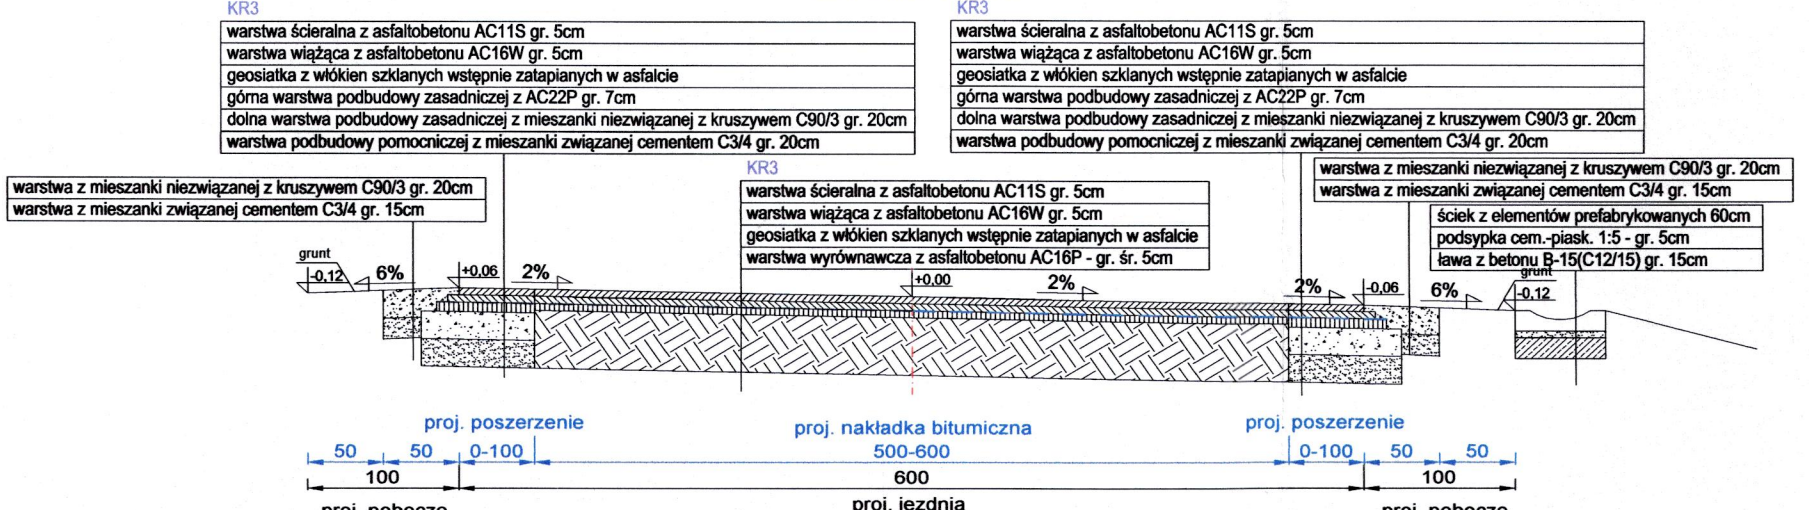 KR3
warstwa ścieralna z asfaltobetonu AC11S gr. 5cm
warstwa wiążąca z asfaltobetonu AC16W gr. 5cm
geosiatka z włókien szklanych wstępnie zatapianych w asfalcie
górna warstwa podbudowy zasadniczej z AC22P gr. 7cm
dolna warstwa podbudowy zasadniczej z mieszanki niezwiązanej z kruszywem C90/3 gr. 20cm
warstwa podbudowy pomocniczej z mieszanki związanej cementem C3/4 gr. 20cm
KR3
warstwa ścieralna z asfaltobetonu AC11S gr. 5cm
warstwa wiążąca z asfaltobetonu AC16W gr. 5cm
geosiatka z włókien szklanych wstępnie zatapianych w asfalcie
górna warstwa podbudowy zasadniczej z AC22P gr. 7cm
dolna warstwa podbudowy zasadniczej z mieszanki niezwiązanej z kruszywem C90/3 gr. 20cm
warstwa podbudowy pomocniczej z mieszanki związanej cementem C3/4 gr. 20cm
warstwa z mieszanki niezwiązanej z kruszywem C90/3 gr. 20cm
warstwa z mieszanki związanej cementem C3/4 gr. 15cm
KR3
warstwa ścieralna z asfaltobetonu AC11S gr. 5cm
warstwa wiążąca z asfaltobetonu AC16W gr. 5cm
geosiatka z włókien szklanych wstępnie zatapianych w asfalcie
warstwa wyrównawcza z asfaltobetonu AC16P - gr. śr. 5cm
warstwa z mieszanki niezwiązanej z kruszywem C90/3 gr. 20cm
warstwa z mieszanki związanej cementem C3/4 gr. 15cm
ściek z elementów prefabrykowanych 60cm
podsypka cem.-piask. 1:5 - gr. 5cm
ława z betonu B-15(C12/15) gr. 15cm
grunt
-0,12
6%
+0,06
2%
+0,00
2%
2%
-0,06
6%
grunt
-0,12
proj. poszerzenie
proj. nakładka bitumiczna
proj. poszerzenie
50 50 0-100 500-600 0-100 50 50
100 600 100
proj. pobocze proj. jezdnia proj. pobocze